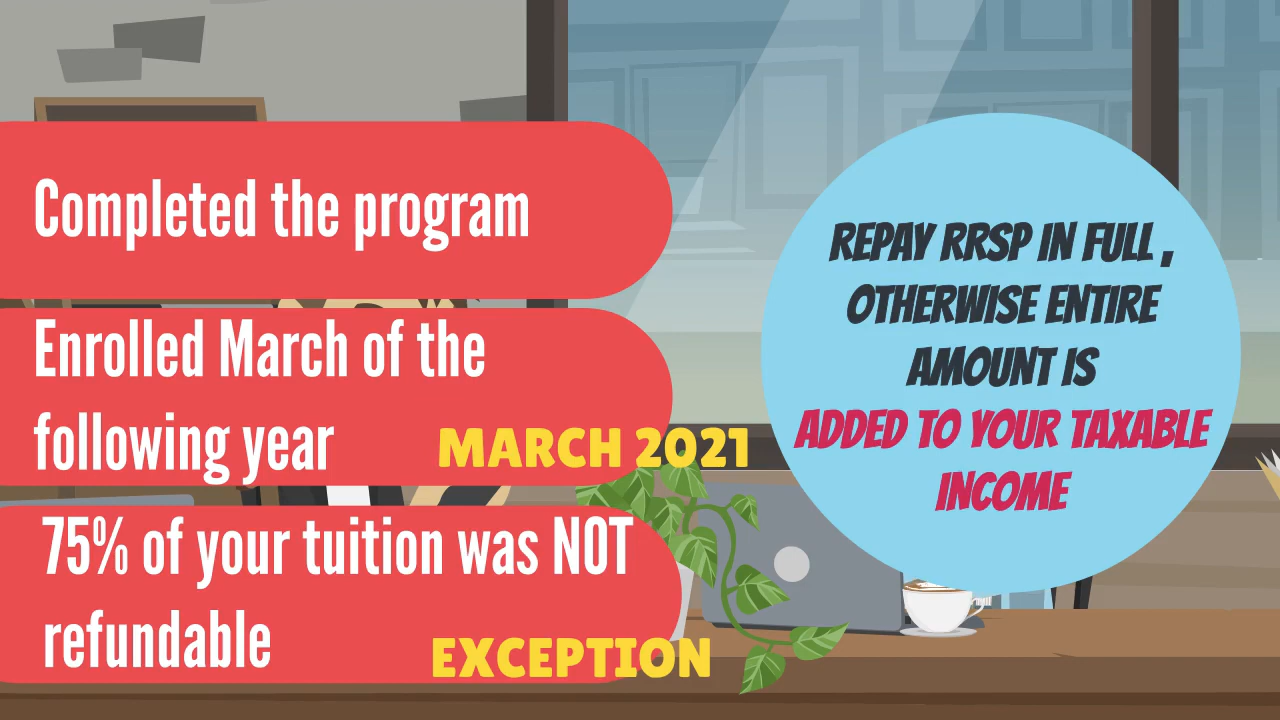 Completed the program
Enrolled March of the
following year
MARCH 2021
75% of your tuition was NOT
refundable
EXCEPTION
REPAY RRSP IN FULL ,
OTHERWISE ENTIRE
AMOUNT IS
ADDED TO YOUR TAXABLE
INCOME